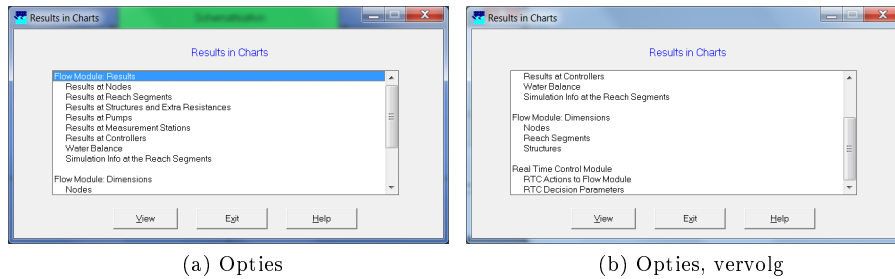 Results in Charts
Schematisation
Results in Charts
Flow Module: Results
Results at Nodes
Results at Reach Segments
Results at Structures and Extra Resistances
Results at Pumps
Results at Measurement Stations
Results at Controllers
Water Balance
Simulation Info at the Reach Segments
Flow Module: Dimensions
Nodes
View
Exit
Help
(a) Opties
Results in Charts
Results in Charts
Results at Controllers
Water Balance
Simulation Info at the Reach Segments
Flow Module: Dimensions
Nodes
Reach Segments
Structures
Real Time Control Module
RTC Actions to Flow Module
RTC Decision Parameters
View
Exit
Help
(b) Opties, vervolg